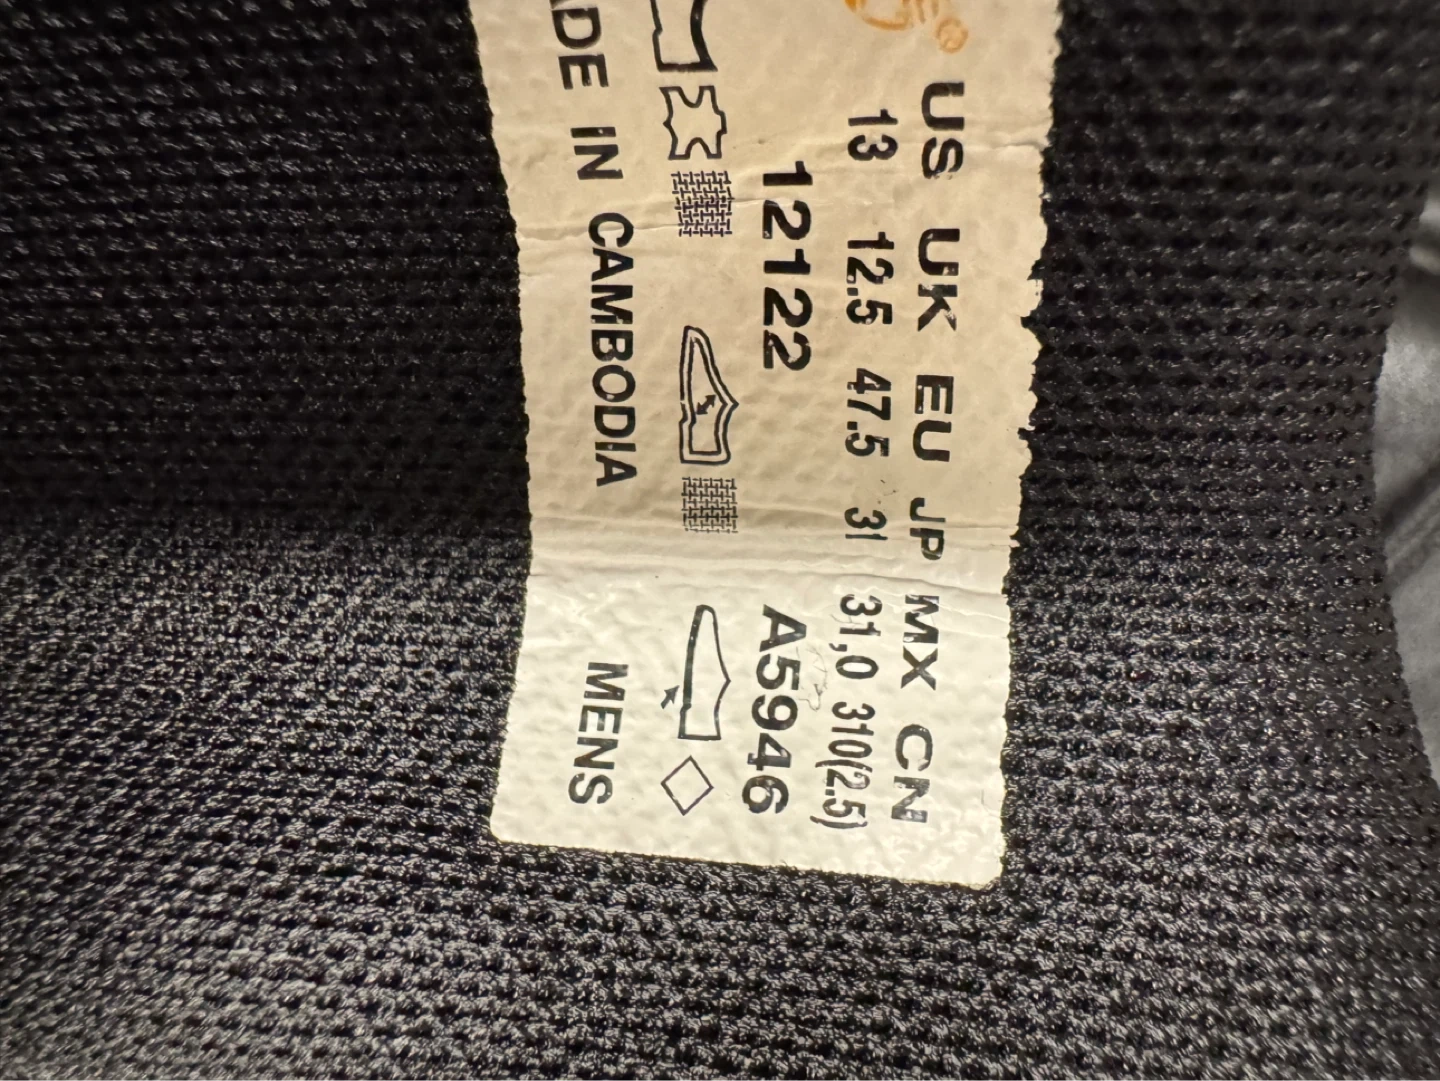 US UK EU JP MX CN
13 12.5 47.5 31 31,0 310(2.5)
12122 A5946
IN CAMBODIA MENS